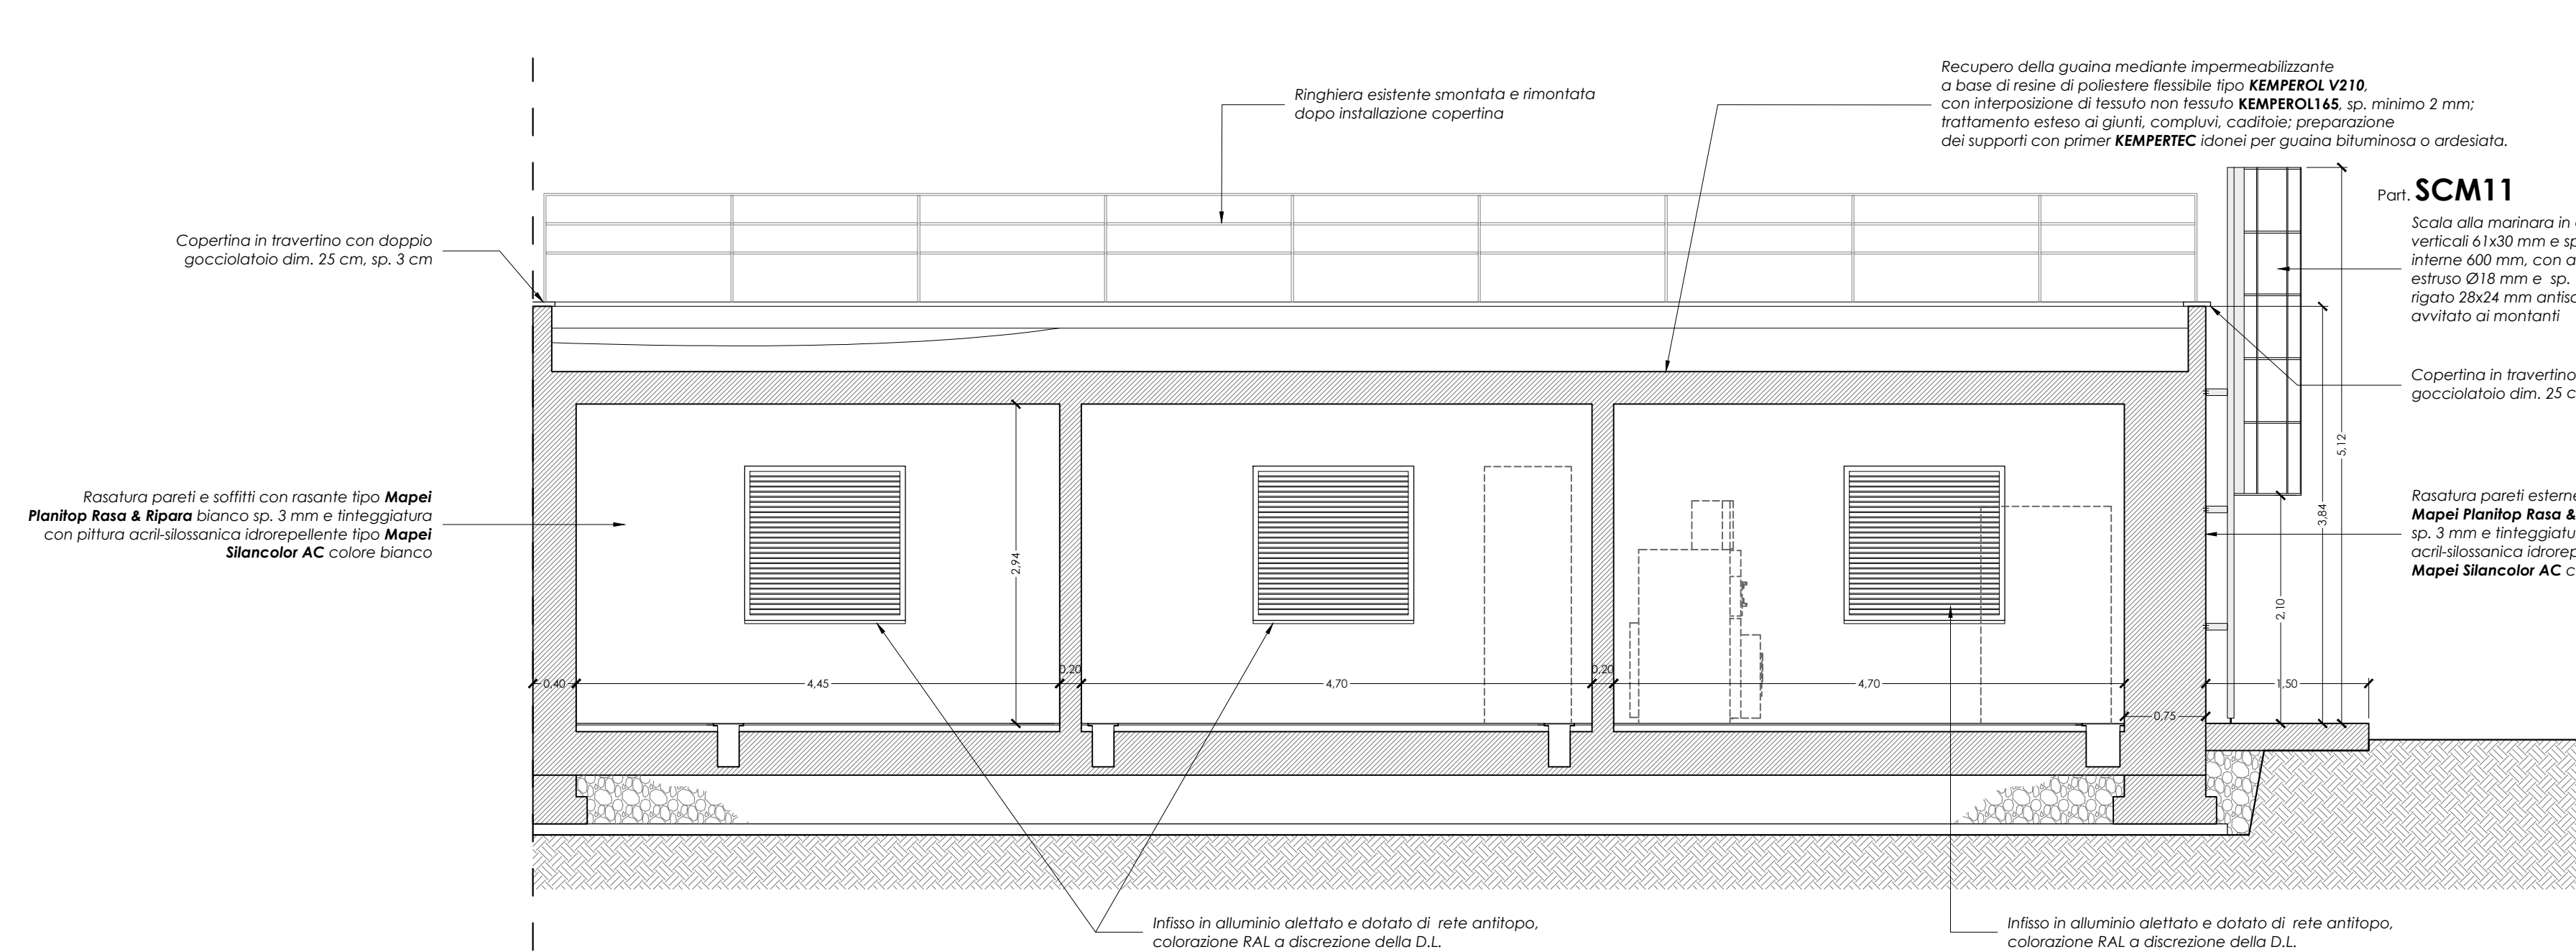 Ringhiera esistente smontata e rimontata
dopo installazione copertina
Recupero della guaina mediante impermeabilizzante
a base di resine di poliestere flessibile tipo KEMPEROL V210,
con interposizione di tessuto non tessuto KEMPEROL165, sp. minimo 2 mm;
trattamento esteso ai giunti, compluvi, caditoie; preparazione
dei supporti con primer KEMPERTEC idonei per guaina bituminosa o ardesiata.
Part. SCM11
Scala alla marinara in
verticali 61x30 mm e sp
interne 600 mm, con a
estruso Ø18 mm e sp.
rigato 28x24 mm antisc
avvitato ai montanti
Copertina in travertino con doppio
gocciolatoio dim. 25 cm, sp. 3 cm
Copertina in travertino
gocciolatoio dim. 25 c
Rasatura pareti e soffitti con rasante tipo Mapei
Planitop Rasa & Ripara bianco sp. 3 mm e tinteggiatura
con pittura acril-silossanica idrorepellente tipo Mapei
Silancolor AC colore bianco
Rasatura pareti esterne
Mapei Planitop Rasa &
sp. 3 mm e tinteggiatu
acril-silossanica idrorep
Mapei Silancolor AC c
5,12
3,84
2,94
2,10
0,40
4,45
0,20
4,70
0,20
4,70
1,50
0,75
Infisso in alluminio alettato e dotato di rete antitopo,
colorazione RAL a discrezione della D.L.
Infisso in alluminio alettato e dotato di rete antitopo,
colorazione RAL a discrezione della D.L.